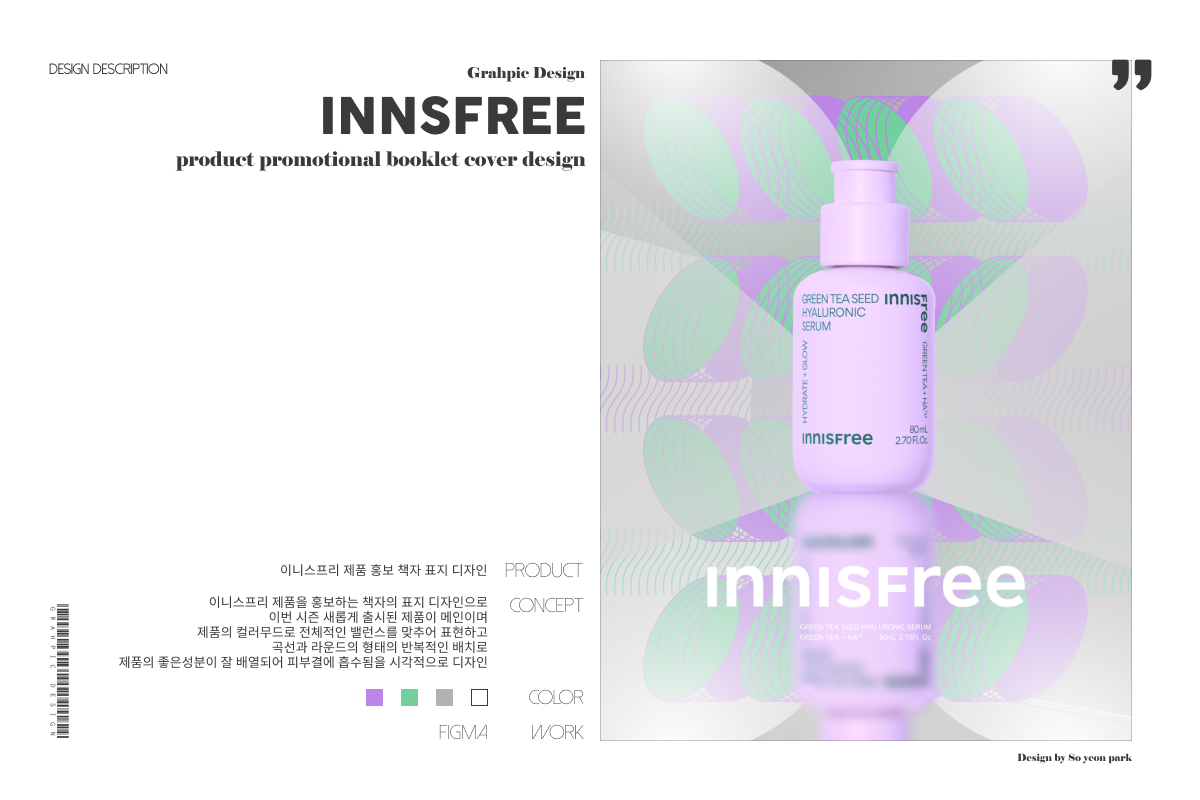 DESIGN DESCRIPTION
Grahpic Design
INNSFREE
product promotional booklet cover design
이니스프리 제품 홍보 책자 표지 디자인
PRODUCT
이니스프리 제품을 홍보하는 책자의 표지 디자인으로
CONCEPT
이번 시즌 새롭게 출시된 제품이 메인이며
제품의 컬러무드로 전체적인 밸런스를 맞추어 표현하고
곡선과 라운드의 형태의 반복적인 배치로
제품의 좋은성분이 잘 배열되어 피부결에 흡수됨을 시각적으로 디자인
COLOR
FIGMA
WORK
GRAPHIC DESIGN
”
GREEN TEA SEED
HYALURONIC
SERUM
innisfree
HYDRATE + GLOW
GREEN TEA + HA™
innisfree
80 mL
2.70 Fl. Oz.
innisfree
GREEN TEA SEED HYALURONIC SERUM
GREEN TEA + HA™ 80mL 2.70Fl. Oz
Design by So yeon park